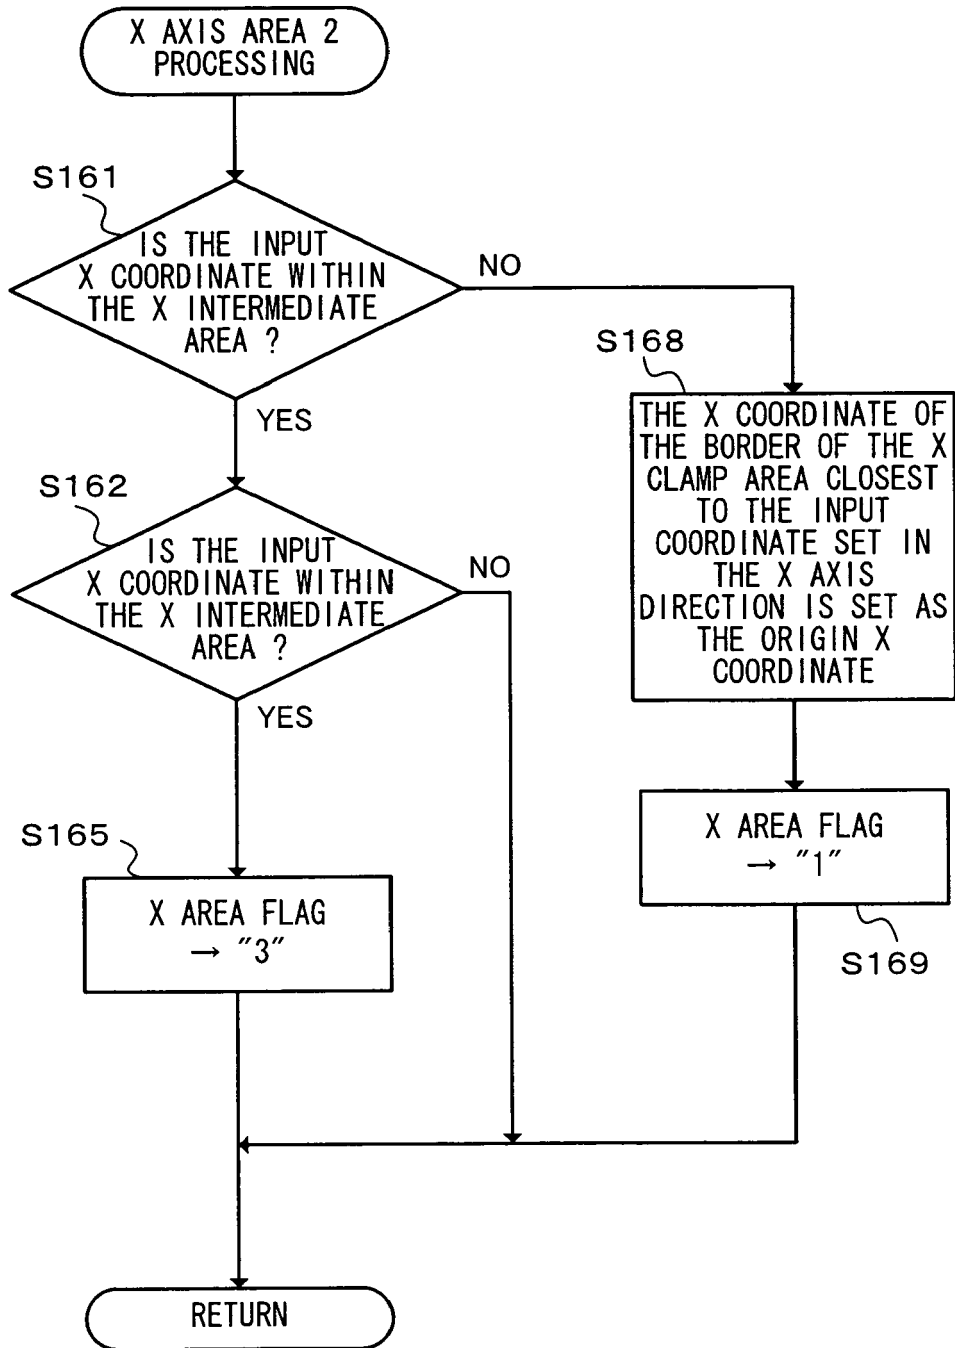 X AXIS AREA 2
PROCESSING
S161
IS THE INPUT
X COORDINATE WITHIN
THE X INTERMEDIATE
AREA ?
NO
YES
S168
THE X COORDINATE OF
THE BORDER OF THE X
CLAMP AREA CLOSEST
TO THE INPUT
COORDINATE SET IN
THE X AXIS
DIRECTION IS SET AS
THE ORIGIN X
COORDINATE
S162
IS THE INPUT
X COORDINATE WITHIN
THE X INTERMEDIATE
AREA ?
NO
YES
S165
X AREA FLAG
→ "3"
X AREA FLAG
→ "1"
S169
RETURN